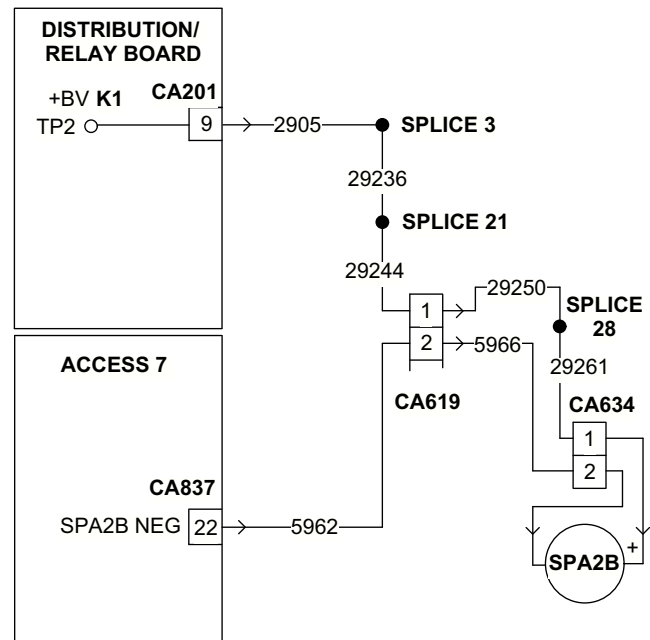 DISTRIBUTION/
RELAY BOARD
+BV K1
CA201
TP2
9
2905
SPLICE 3
29236
SPLICE 21
29244
1
29250
SPLICE
28
2
5966
29261
ACCESS 7
CA619
CA634
1
2
CA837
SPA2B NEG
22
5962
+
SPA2B